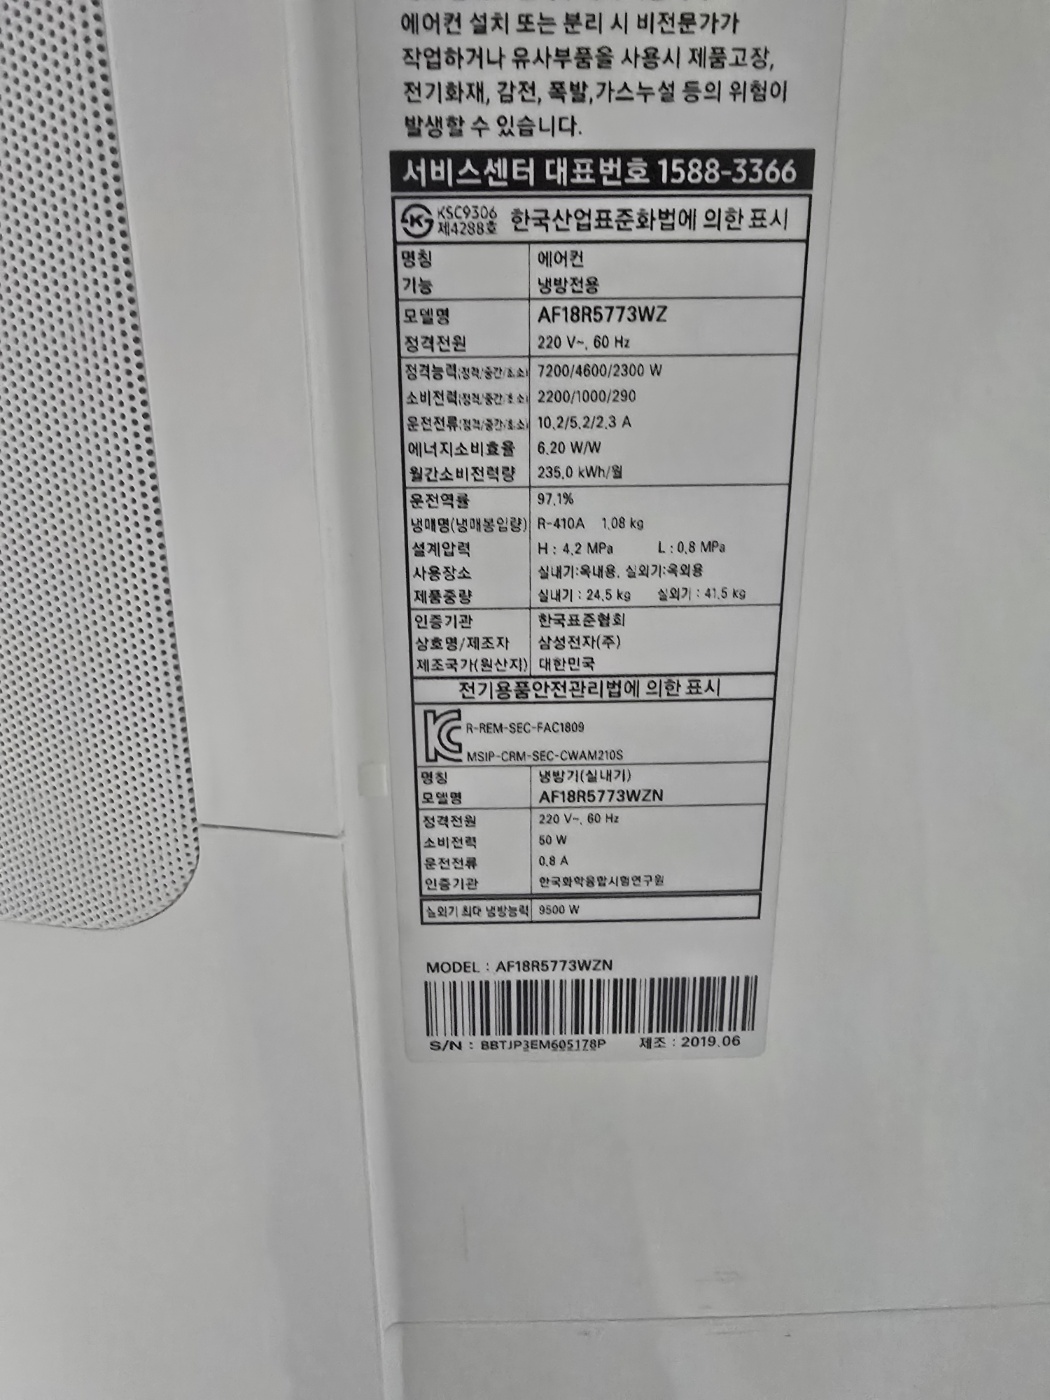 에어컨 설치 또는 분리 시 비전문가가
작업하거나 유사부품을 사용시 제품고장,
전기화재, 감전, 폭발,가스누설 등의 위험이
발생할 수 있습니다.
서비스센터 대표번호 1588-3366
KSC9306
제4288호
한국산업표준화법에 의한 표시
명칭 에어컨
기능 냉방전용
모델명 AF18R5773WZ
정격전원 220 V~, 60 Hz
정격능력(정격/중간/최소) 7200/4600/2300 W
소비전력(정격/중간/최소) 2200/1000/290
운전전류(정격/중간/최소) 10.2/5.2/2.3 A
에너지소비효율 6.20 W/W
월간소비전력량 235.0 kWh/월
운전역률 97.1%
냉매명(냉매봉입량) R-410A 1.08 kg
설계압력 H : 4.2 MPa L : 0.8 MPa
사용장소 실내기:옥내용, 실외기:옥외용
제품중량 실내기 : 24.5 kg 실외기 : 41.5 kg
인증기관 한국표준협회
상호명/제조자 삼성전자(주)
제조국가(원산지) 대한민국
전기용품안전관리법에 의한 표시
R-REM-SEC-FAC1809
MSIP-CRM-SEC-CWAM210S
명칭 냉방기(실내기)
모델명 AF18R5773WZN
정격전원 220 V~, 60 Hz
소비전력 50 W
운전전류 0.8 A
인증기관 한국화학융합시험연구원
실외기 최대 냉방능력 9500 W
MODEL : AF18R5773WZN
S/N : BBTJP3EM605178P 제조 : 2019.06